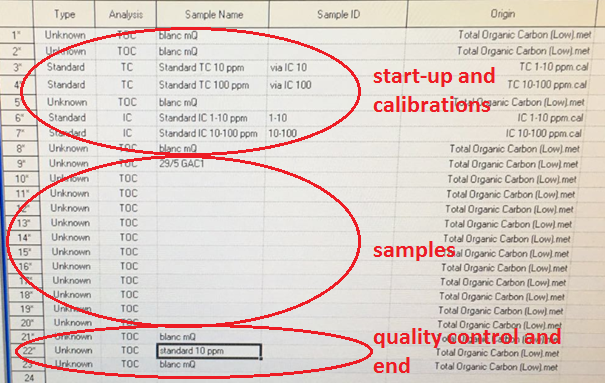 Type Analysis Sample Name Sample ID Origin
1* Unknown TOC blanc mQ Total Organic Carbon (Low).met
2* Unknown TOC blanc mQ Total Organic Carbon (Low).met
3* Standard TC Standard TC 10 ppm via IC 10 TC 1-10 ppm.cal
4* Standard TC Standard TC 100 ppm via IC 100 TC 10-100 ppm.cal
start-up and
calibrations
5* Unknown TOC blanc mQ Total Organic Carbon (Low).met
6* Standard IC Standard IC 1-10 ppm 1-10 IC 1-10 ppm.cal
7* Standard IC Standard IC 10-100 ppm 10-100 IC 10-100 ppm.cal
8* Unknown TOC blanc mQ Total Organic Carbon (Low).met
9* Unknown TOC 29/5 GAC1 Total Organic Carbon (Low).met
10* Unknown TOC Total Organic Carbon (Low).met
11* Unknown TOC Total Organic Carbon (Low).met
12* Unknown TOC Total Organic Carbon (Low).met
13* Unknown TOC Total Organic Carbon (Low).met
14* Unknown TOC Total Organic Carbon (Low).met
15* Unknown TOC Total Organic Carbon (Low).met
samples
16* Unknown TOC Total Organic Carbon (Low).met
17* Unknown TOC Total Organic Carbon (Low).met
18* Unknown TOC Total Organic Carbon (Low).met
19* Unknown TOC Total Organic Carbon (Low).met
20* Unknown TOC Total Organic Carbon (Low).met
21* Unknown TOC blanc mQ Total Organic Carbon (Low).met
quality control and
end
22* Unknown TOC standard 10 ppm Total Organic Carbon (Low).met
23* Unknown TOC blanc mQ Total Organic Carbon (Low).met
24